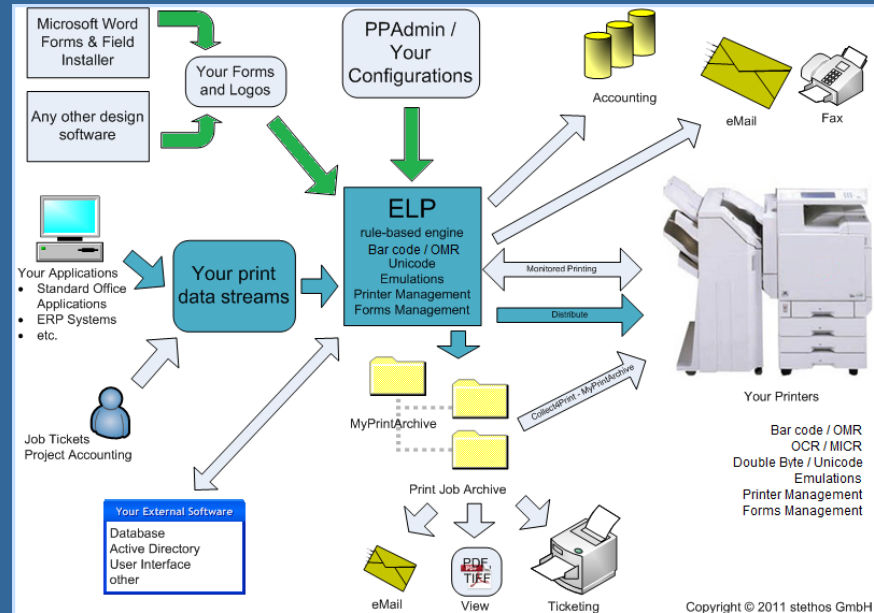 Microsoft Word
Forms & Field
Installer
Any other design
software
Your Forms
and Logos
PPAdmin /
Your
Configurations
Accounting
eMail
Fax
ELP
rule-based engine
Bar code / OMR
Unicode
Emulations
Printer Management
Forms Management
Your Applications
• Standard Office
Applications
• ERP Systems
• etc.
Your print
data streams
Monitored Printing
Distribute
Your Printers
Job Tickets
Project Accounting
MyPrintArchive
Collect4Print - MyPrintArchive
Print Job Archive
Bar code / OMR
OCR / MICR
Double Byte / Unicode
Emulations
Printer Management
Forms Management
Your External Software
Database
Active Directory
User Interface
other
eMail
PDF
TIFF
View
Ticketing
Copyright © 2011 stethos GmbH